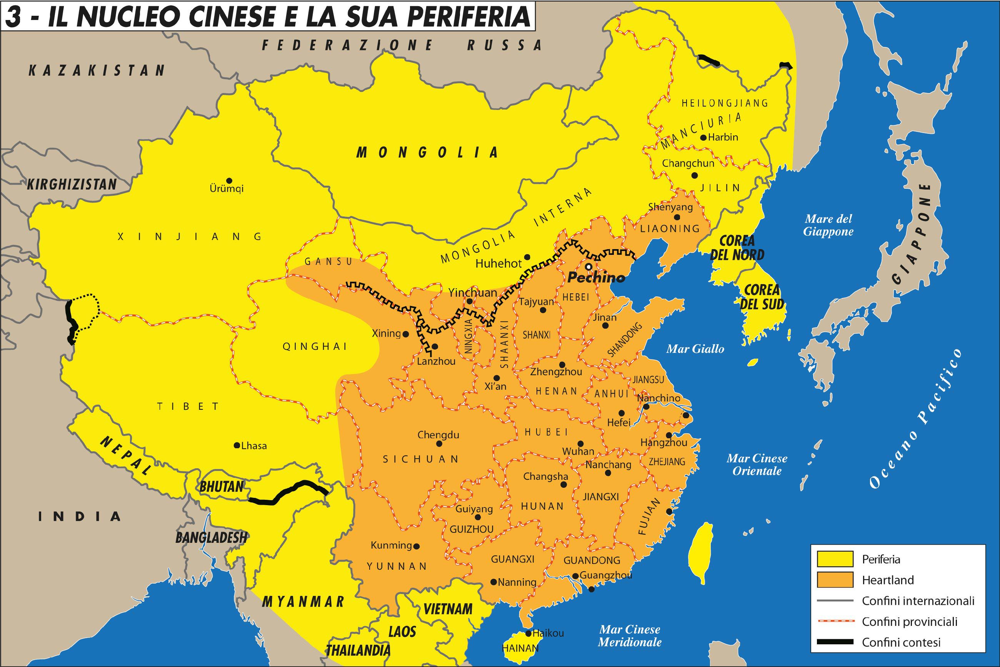 3 - IL NUCLEO CINESE E LA SUA PERIFERIA
FEDERAZIONE RUSSA
KAZAKISTAN
HEILONGJIANG
MANCIURIA
Harbin
MONGOLIA
Changchun
KIRGHIZISTAN
JILIN
Ürümqi
Shenyang
LIAONING
Mare del
Giappone
GIAPPONE
XINJIANG
MONGOLIA INTERNA
COREA
DEL NORD
GANSU
Huhehot
Pechino
Yinchuan
HEBEI
COREA
DEL SUD
Tajyuan
Jinan
Xining
NINGXIA
SHAANXI
SHANXI
SHANDONG
QINGHAI
Mar Giallo
Lanzhou
Zhengzhou
Xi'an
JIANGSU
HENAN
ANHUI
Nanchino
TIBET
Hefei
Oceano Pacifico
Chengdu
HUBEI
Hangzhou
Lhasa
Wuhan
NEPAL
SICHUAN
Nanchang
ZHEJIANG
Mar Cinese
Orientale
Changsha
BHUTAN
JIANGXI
HUNAN
Guiyang
FUJIAN
INDIA
GUIZHOU
BANGLADESH
Kunming
GUANGXI
GUANDONG
YUNNAN
Guangzhou
Nanning
MYANMAR
VIETNAM
LAOS
Haikou
Mar Cinese
Meridionale
HAINAN
THAILANDIA
Periferia
Heartland
Confini internazionali
Confini provinciali
Confini contesi